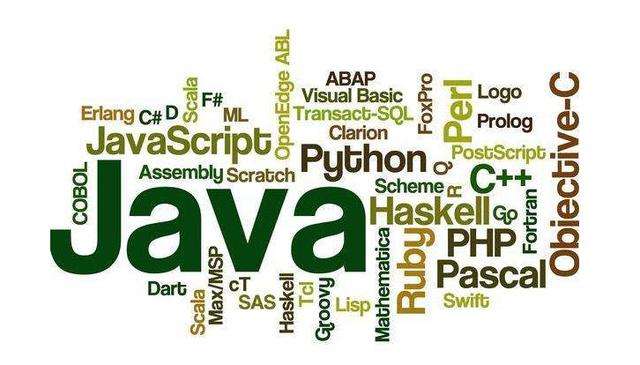 OpenEdge ABL
ABAP
Visual Basic
Transact-SQL
Clarion
FoxPro
Perl
Logo
Prolog
PostScript
Objective-C
Scala
F#
Erlang
C#
D
ML
JavaScript
Python
Q
COBOL
Assembly
Scratch
Scheme
R
C++
Java
Haskell
Go
Fortran
PHP
Pascal
Ruby
Mathematica
Dart
Scala
Max/MSP
cT
SAS
Haskell
Tcl
Groovy
Lisp
Swift